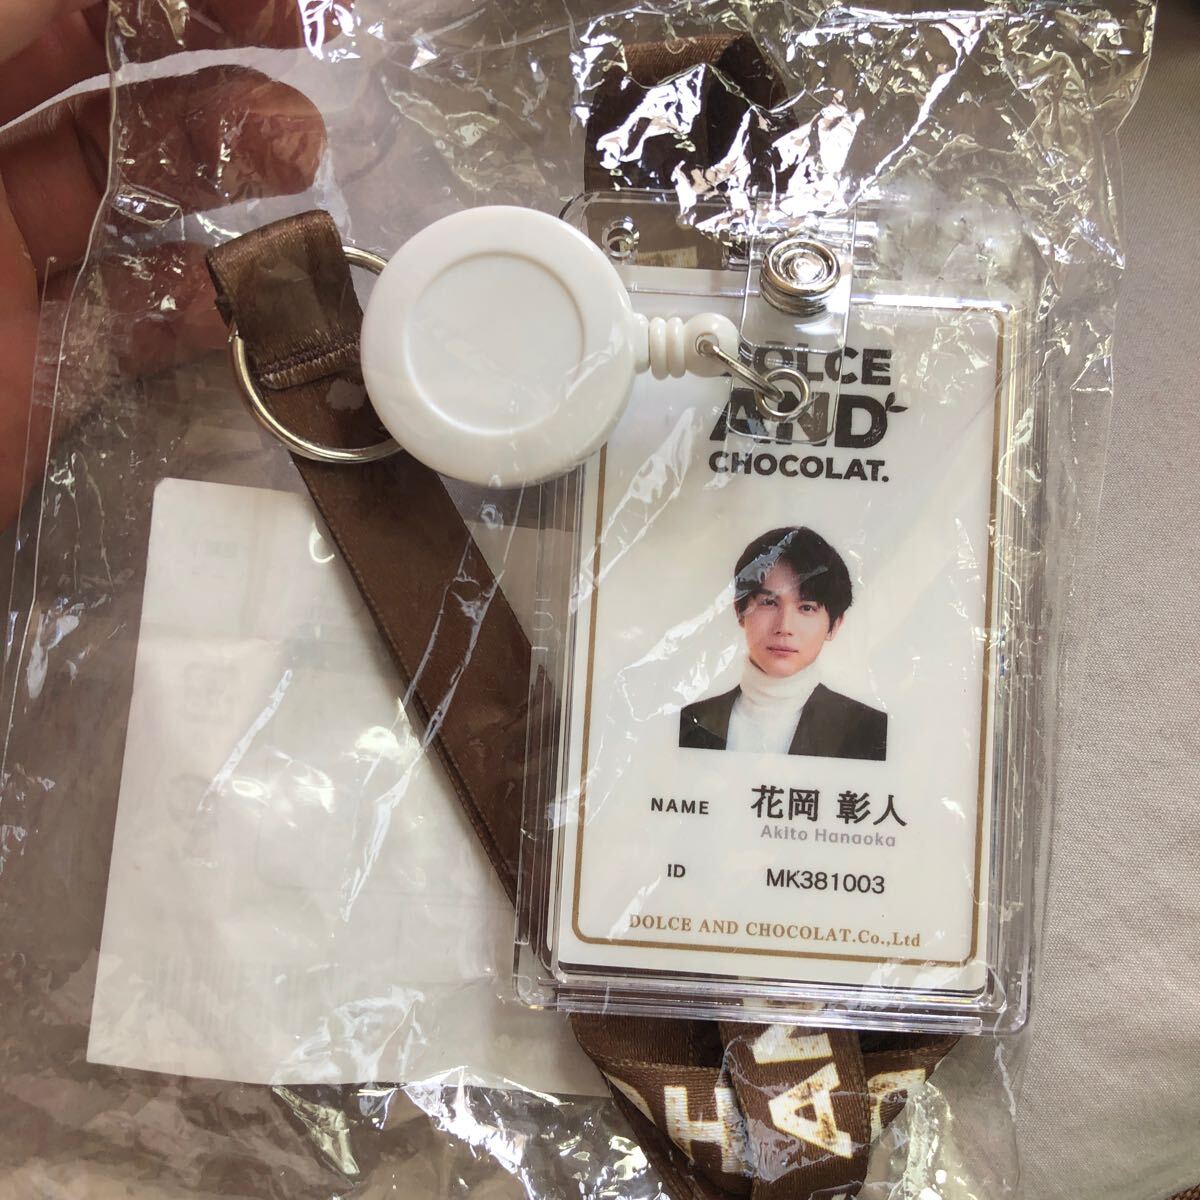 DOLCE
AND
CHOCOLAT.
NAME 花岡 彰人
Akito Hanaoka
ID MK381003
DOLCE AND CHOCOLAT.Co.,Ltd